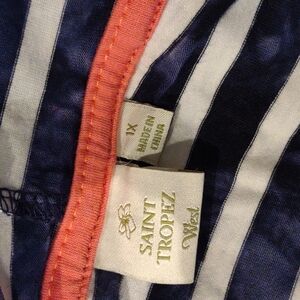 1X
MADE IN
CHINA
SAINT
TROPEZ
West